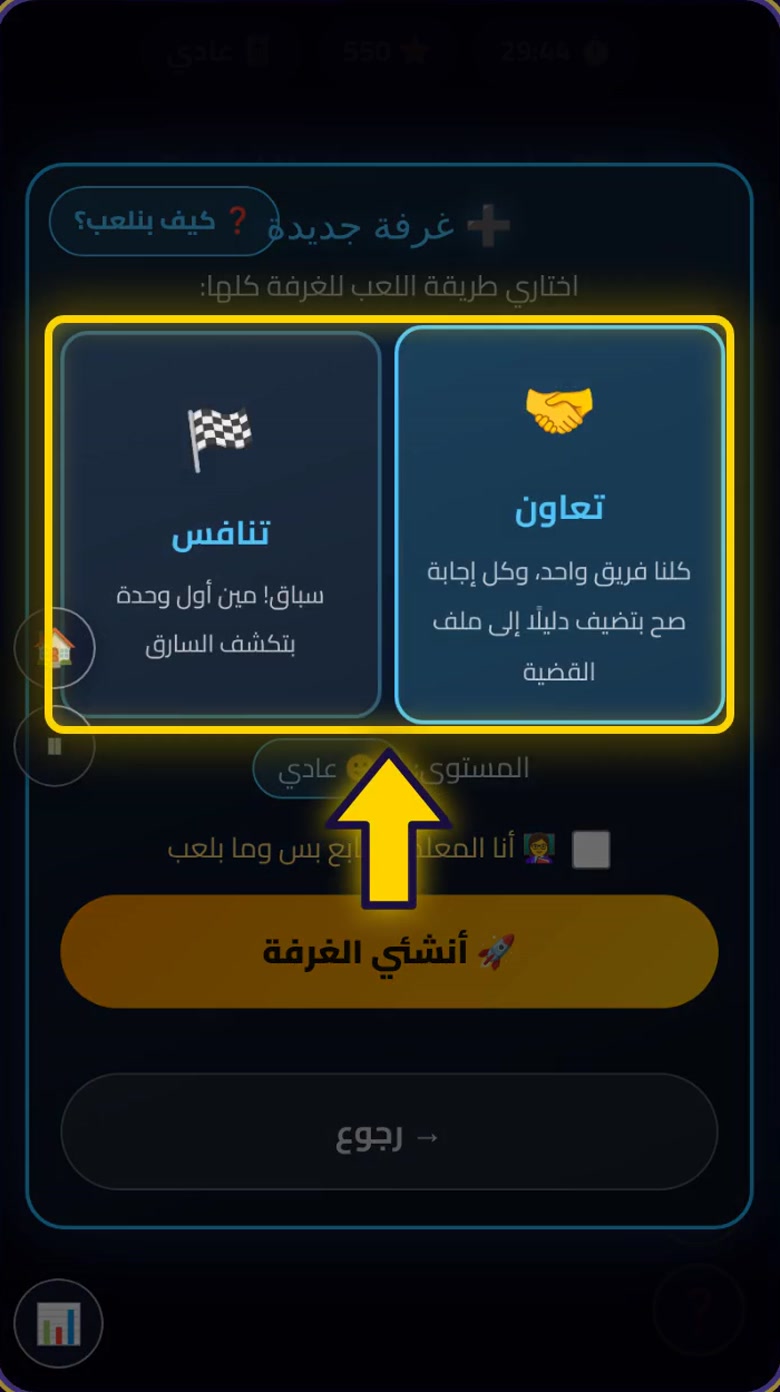 29:44
550
عادي
كيف بنلعب؟
غرفة جديدة
اختاري طريقة اللعب للغرفة كلها:
تعاون
كلنا فريق واحد، وكل إجابة
صح بتضيف دليلًا إلى ملف
القضية
تنافس
سباق! مين أول وحدة
بتكشف السارق
المستوى:
عادي
أنا المعلمة بس وما بلعب
أنشئي الغرفة
→ رجوع